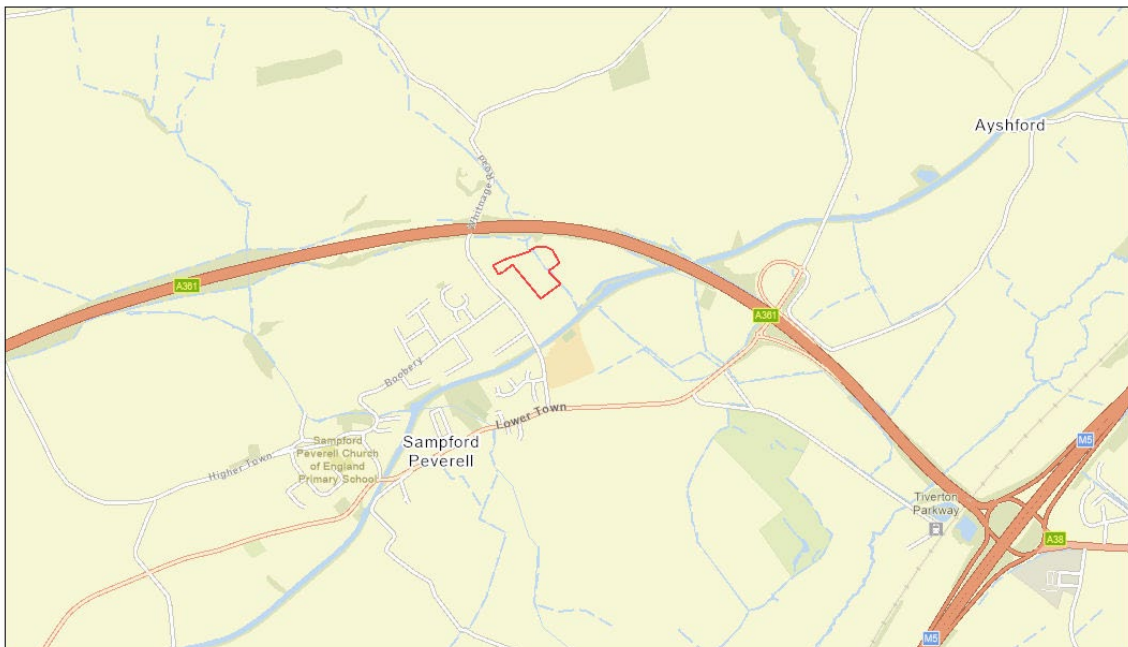 Ayshford
Whitnage Road
A361
A361
Boobery
Lower Town
Sampford
Peverell
Sampford
Peverell Church
of England
Primary School
Higher Town
M5
Tiverton
Parkway
A38
M5